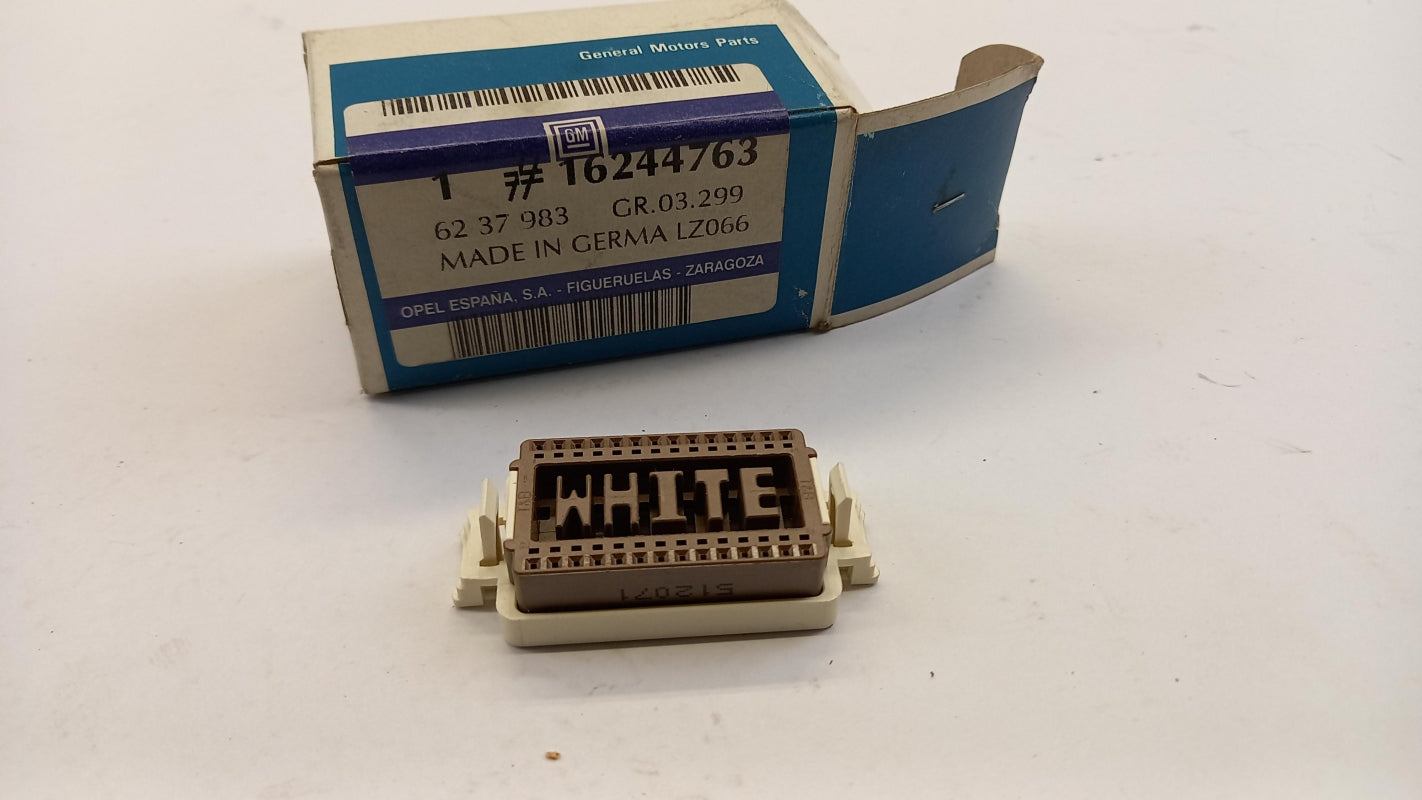 General Motors Parts
GM
1 # 16244763
62 37 983 GR.03.299
MADE IN GERMA LZ066
OPEL ESPAÑA, S.A. - FIGUERUELAS - ZARAGOZA
WHITE
512071